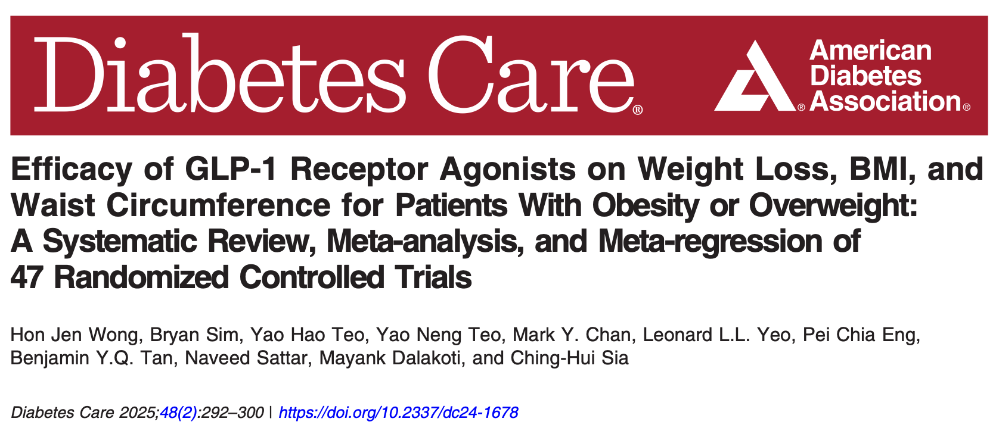 Diabetes Care®
American
Diabetes
® Association®
Efficacy of GLP-1 Receptor Agonists on Weight Loss, BMI, and
Waist Circumference for Patients With Obesity or Overweight:
A Systematic Review, Meta-analysis, and Meta-regression of
47 Randomized Controlled Trials
Hon Jen Wong, Bryan Sim, Yao Hao Teo, Yao Neng Teo, Mark Y. Chan, Leonard L.L. Yeo, Pei Chia Eng,
Benjamin Y.Q. Tan, Naveed Sattar, Mayank Dalakoti, and Ching-Hui Sia
Diabetes Care 2025;48(2):292–300 | https://doi.org/10.2337/dc24-1678